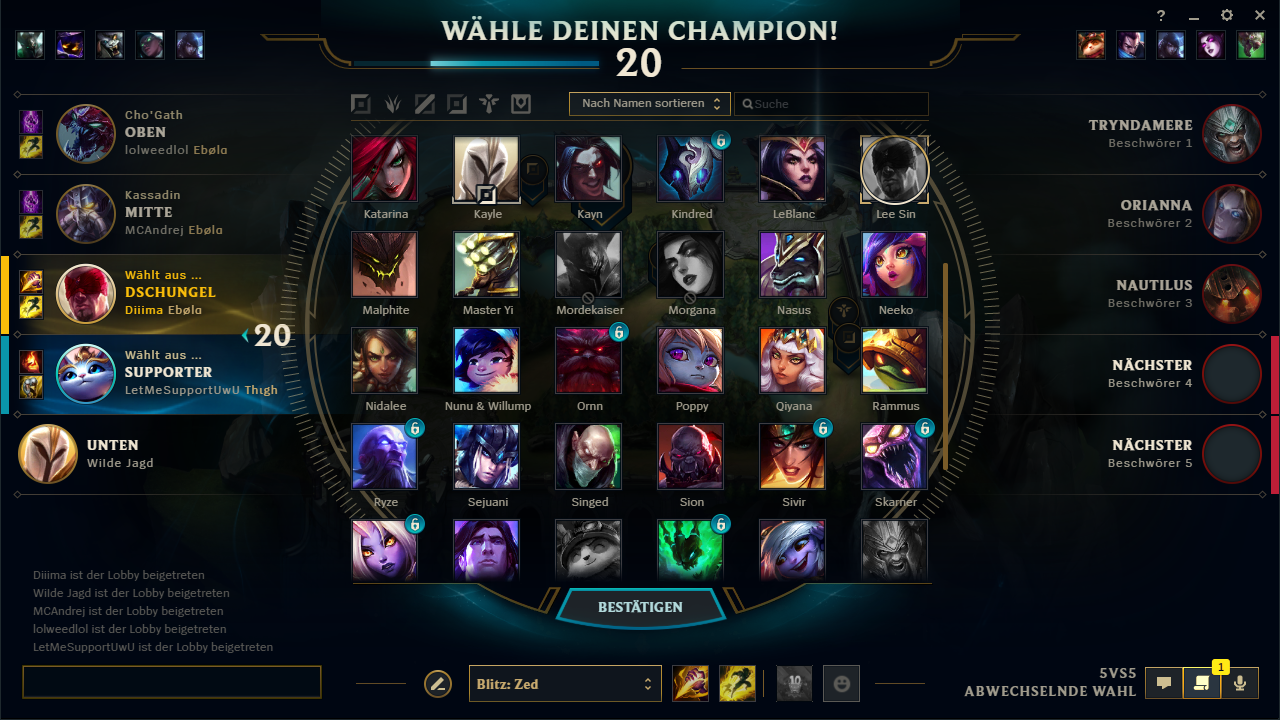 WÄHLE DEINEN CHAMPION!
20
Nach Namen sortieren
Suche
Cho'Gath
OBEN
lolweedlol Ebøla
Kassadin
MITTE
MCAndrej Ebøla
Wählt aus ...
DSCHUNGEL
Diiima Ebøla
20
Wählt aus ...
SUPPORTER
LetMeSupportUwU Thιgh
UNTEN
Wilde Jagd
Katarina
Kayle
Kayn
6
Kindred
LeBlanc
Lee Sin
Malphite
Master Yi
Mordekaiser
Morgana
Nasus
Neeko
Nidalee
Nunu & Willump
6
Ornn
Poppy
Qiyana
Rammus
6
Ryze
Sejuani
Singed
Sion
6
Sivir
6
Skarner
6
6
TRYNDAMERE
Beschwörer 1
ORIANNA
Beschwörer 2
NAUTILUS
Beschwörer 3
NÄCHSTER
Beschwörer 4
NÄCHSTER
Beschwörer 5
Diiima ist der Lobby beigetreten
Wilde Jagd ist der Lobby beigetreten
MCAndrej ist der Lobby beigetreten
lolweedlol ist der Lobby beigetreten
LetMeSupportUwU ist der Lobby beigetreten
BESTÄTIGEN
Blitz: Zed
10
5VS5
ABWECHSELNDE WAHL
1